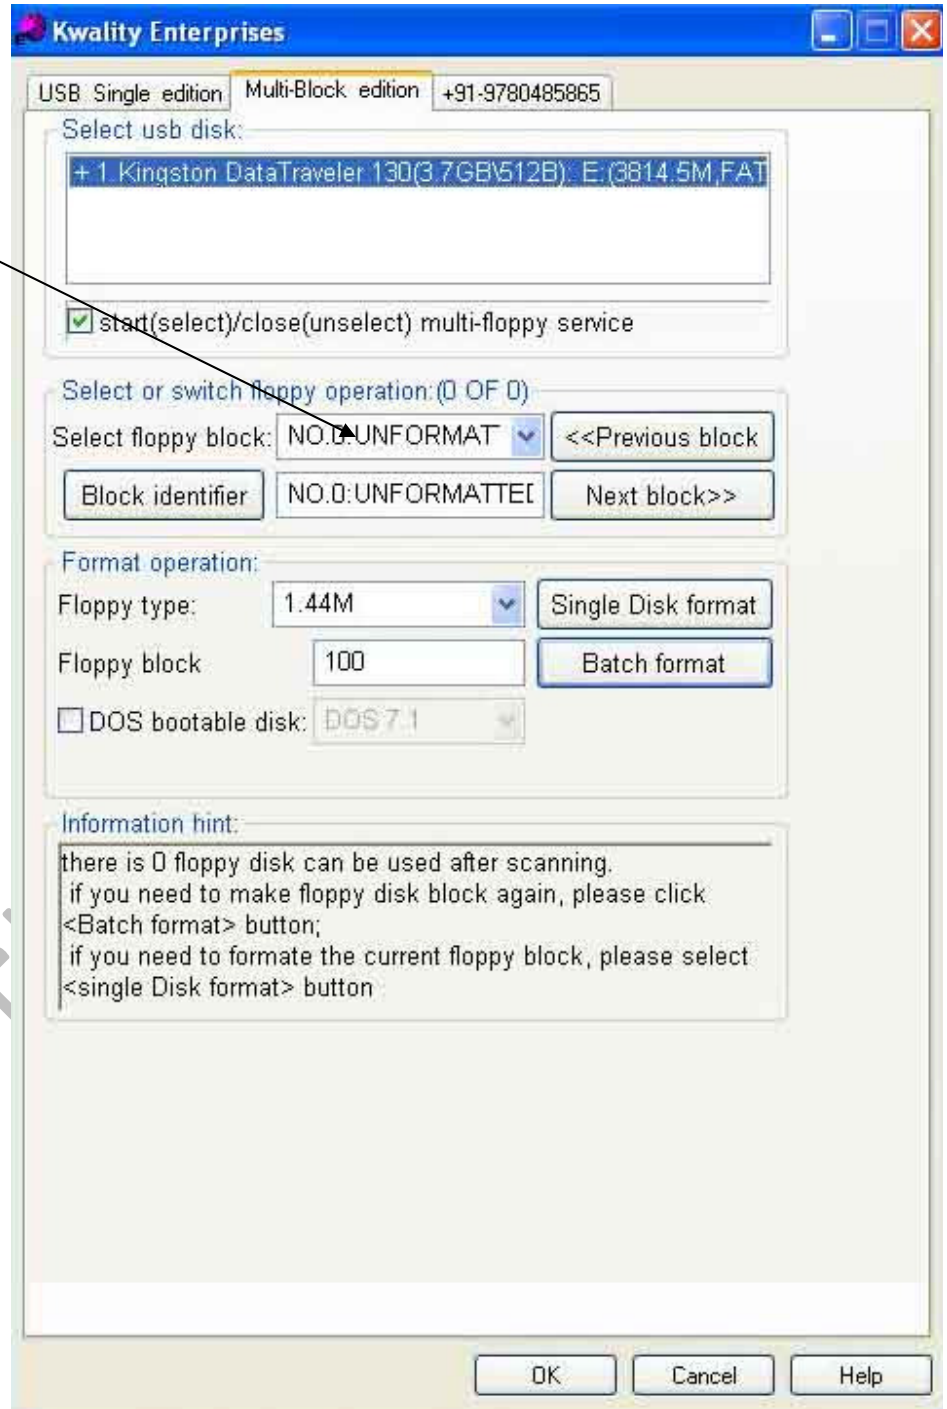 Kwality Enterprises
USB Single edition Multi-Block edition +91-9780485865
Select usb disk:
+ 1 Kingston DataTraveler 130(3.7GB\512B): E:(3814.5M,FAT
start(select)/close(unselect) multi-floppy service
Select or switch floppy operation:(0 OF 0)
Select floppy block: NO.0:UNFORMAT <<Previous block
Block identifier NO.0:UNFORMATTED Next block>>
Format operation:
Floppy type: 1.44M Single Disk format
Floppy block 100 Batch format
DOS bootable disk: DOS 7.1
Information hint:
there is 0 floppy disk can be used after scanning.
if you need to make floppy disk block again, please click
<Batch format> button;
if you need to formate the current floppy block, please select
<single Disk format> button
OK Cancel Help